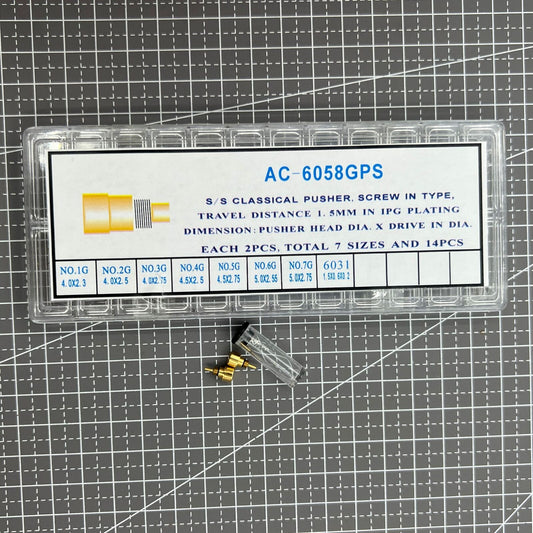 AC-6058GPS
S/S CLASSICAL PUSHER, SCREW IN TYPE,
TRAVEL DISTANCE 1.5MM IN IPG PLATING
DIMENSION: PUSHER HEAD DIA. X DRIVE IN DIA.
EACH 2PCS, TOTAL 7 SIZES AND 14PCS
NO.1G NO.2G NO.3G NO.4G NO.5G NO.6G NO.7G 6031
4.0X2.3 4.0X2.5 4.0X2.75 4.5X2.5 4.5X2.75 5.0X2.55 5.0X2.75